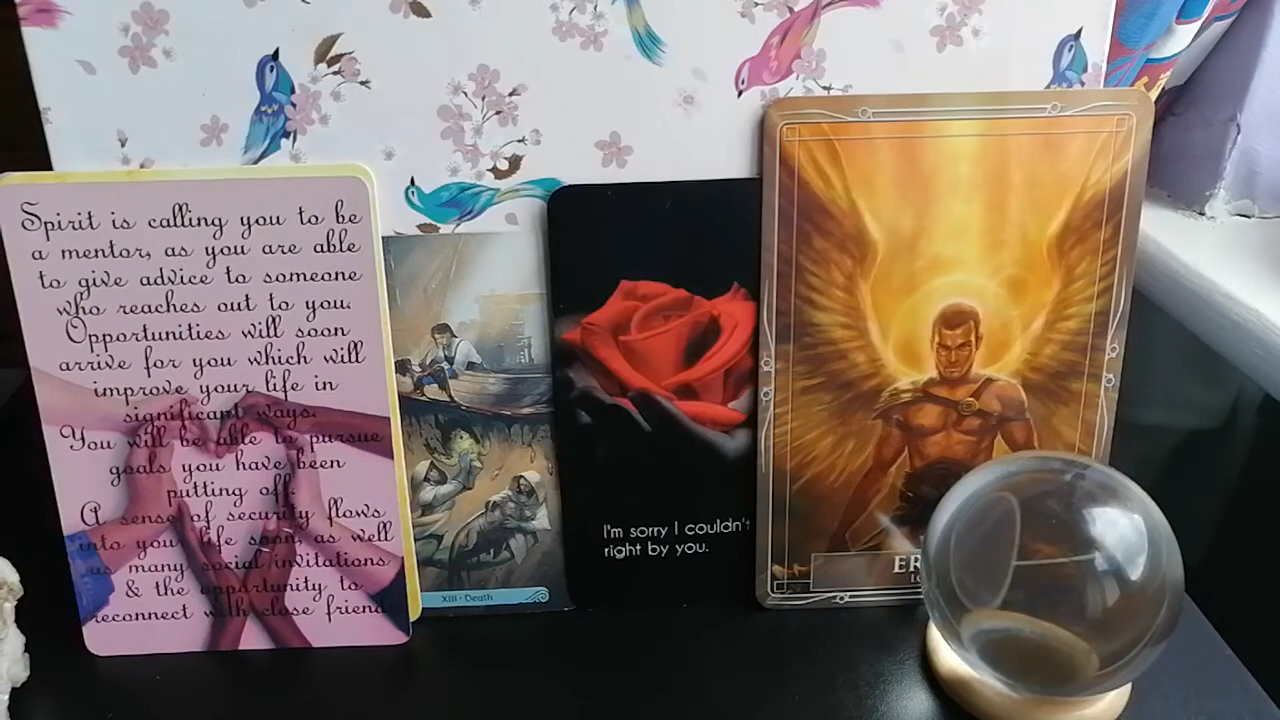 Spirit is calling you to be
a mentor, as you are able
to give advice to someone
who reaches out to you.
Opportunities will soon
arrive for you which will
improve your life in
significant ways.
You will be able to pursue
goals you have been
putting off.
A sense of security flows
into your life soon, as well
as many social invitations
& the opportunity to
reconnect with close friend
XIII • Death
I'm sorry I couldn't
right by you.
ER